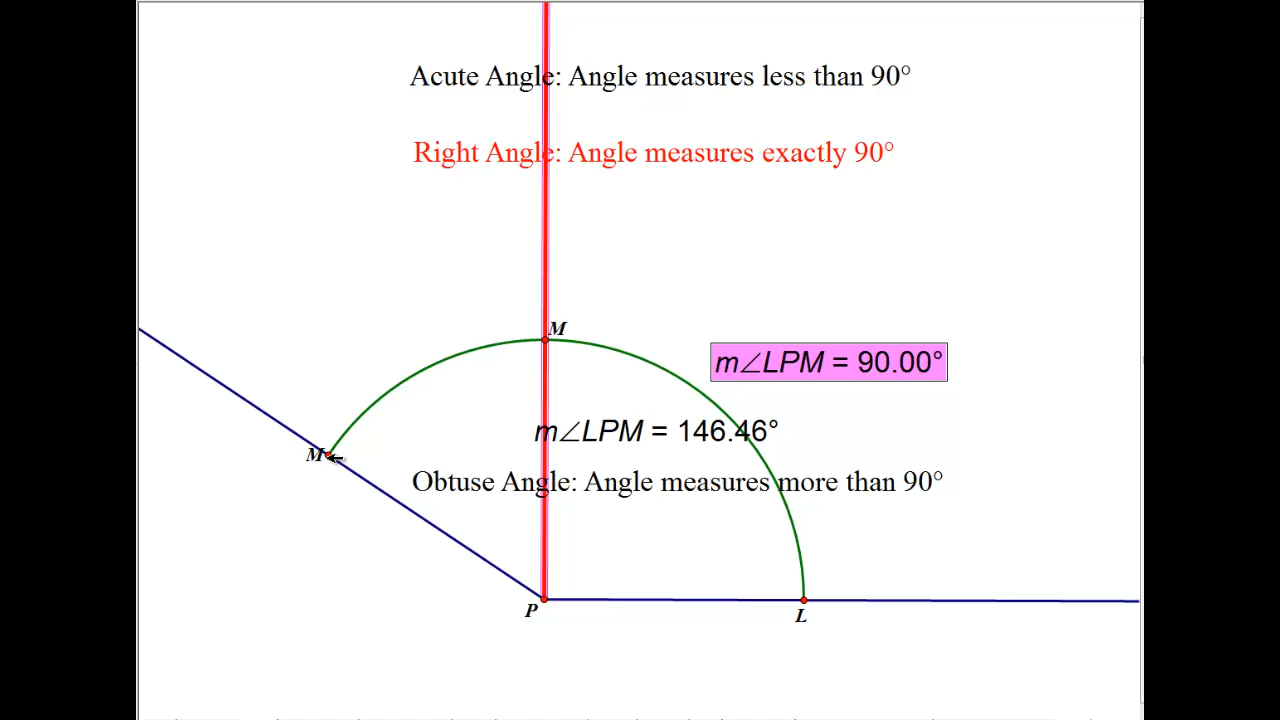 Acute Angle: Angle measures less than 90°
Right Angle: Angle measures exactly 90°
M
m∠LPM = 90.00°
m∠LPM = 146.46°
M
Obtuse Angle: Angle measures more than 90°
P
L